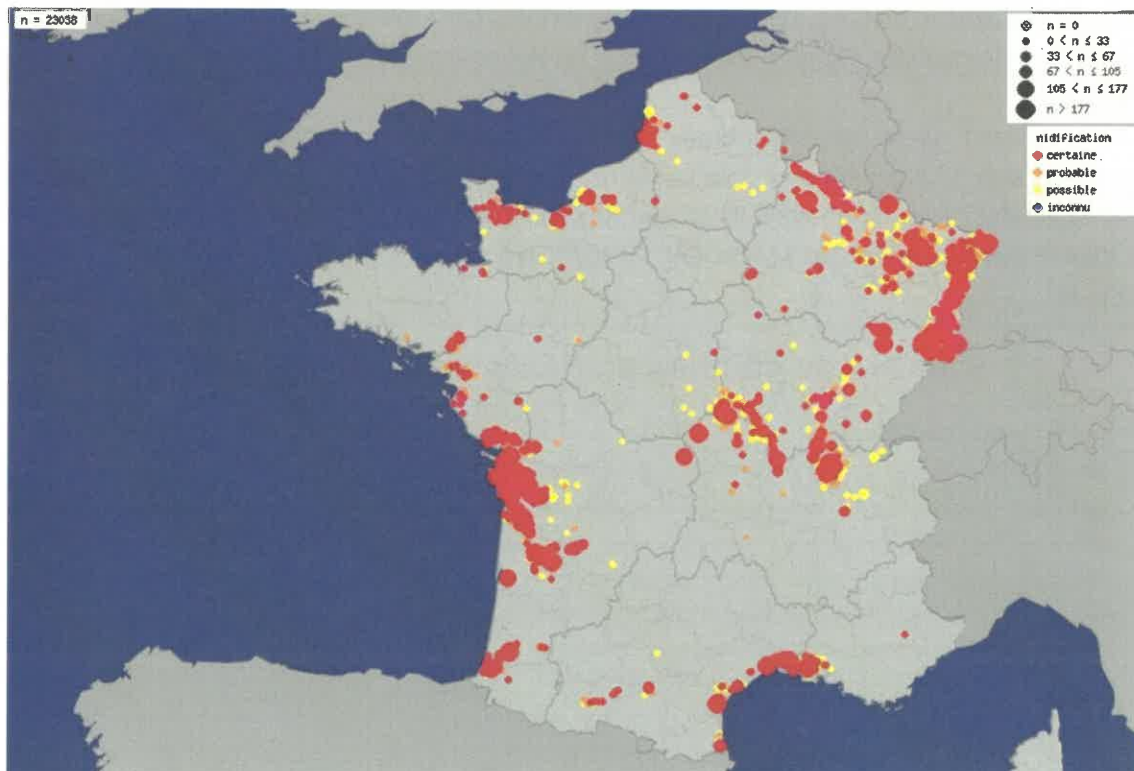 n = 23038
n = 0
0 < n ≤ 33
33 < n ≤ 67
67 < n ≤ 105
105 < n ≤ 177
n > 177
nidification
certaine
probable
possible
inconnu